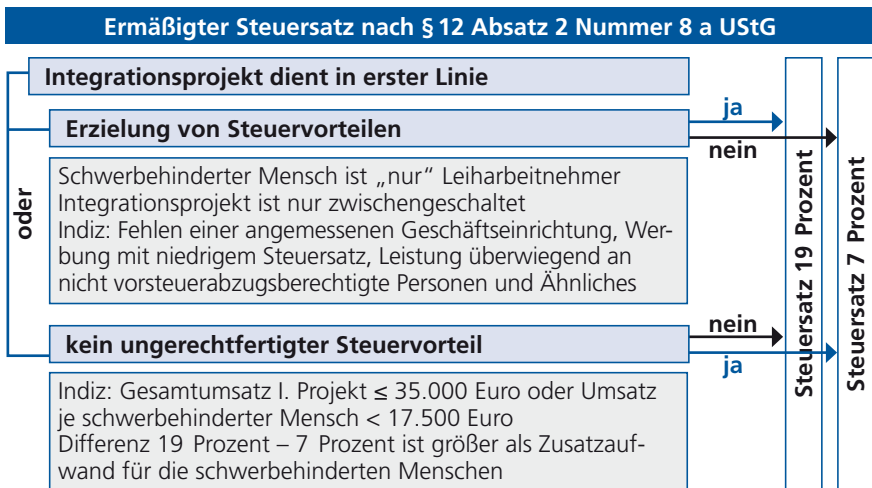 Ermäßigter Steuersatz nach § 12 Absatz 2 Nummer 8 a UStG
Integrationsprojekt dient in erster Linie
oder
Erzielung von Steuervorteilen
ja
nein
Schwerbehinderter Mensch ist „nur“ Leiharbeitnehmer
Integrationsprojekt ist nur zwischengeschaltet
Indiz: Fehlen einer angemessenen Geschäftseinrichtung, Wer-
bung mit niedrigem Steuersatz, Leistung überwiegend an
nicht vorsteuerabzugsberechtigte Personen und Ähnliches
kein ungerechtfertigter Steuervorteil
nein
ja
Indiz: Gesamtumsatz I. Projekt ≤ 35.000 Euro oder Umsatz
je schwerbehinderter Mensch < 17.500 Euro
Differenz 19 Prozent – 7 Prozent ist größer als Zusatzauf-
wand für die schwerbehinderten Menschen
Steuersatz 19 Prozent
Steuersatz 7 Prozent